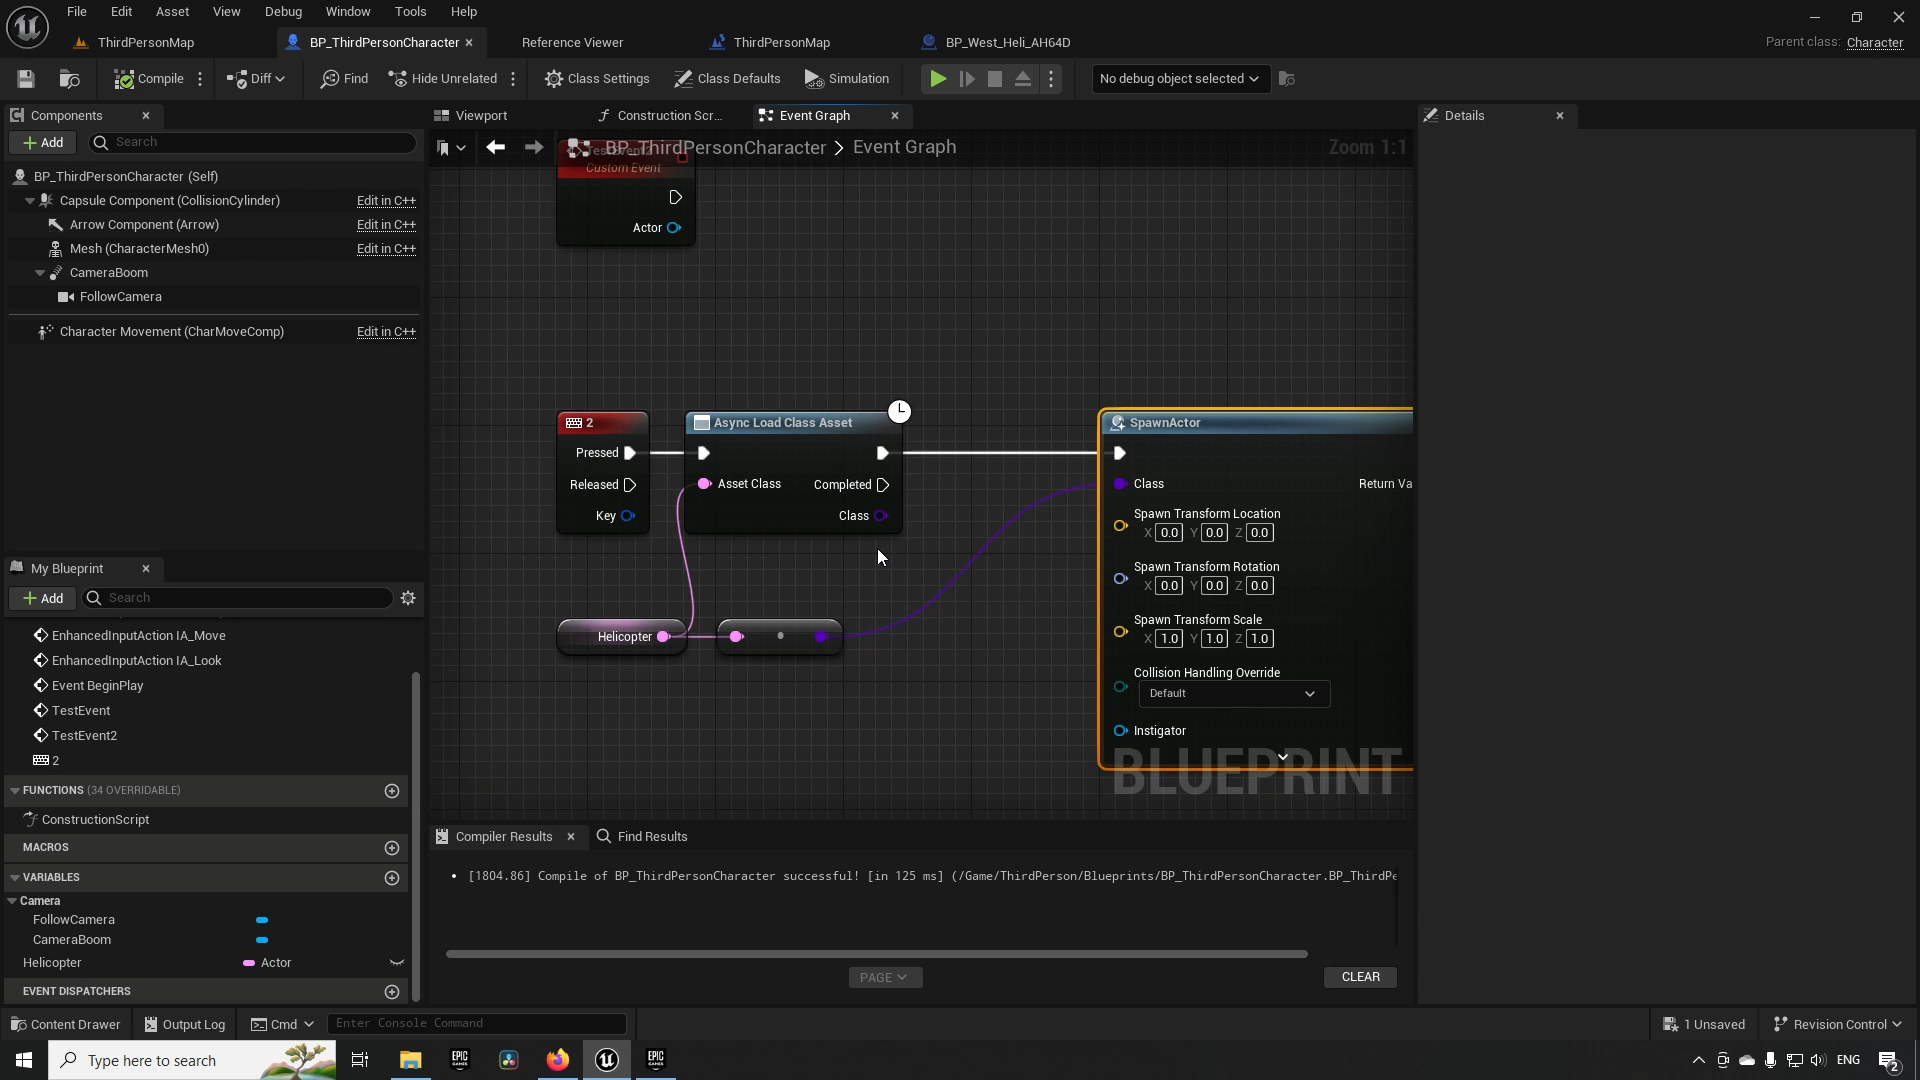 File Edit Asset View Debug Window Tools Help
ThirdPersonMap BP_ThirdPersonCharacter Reference Viewer ThirdPersonMap BP_West_Heli_AH64D Parent class: Character
Compile Diff Find Hide Unrelated Class Settings Class Defaults Simulation No debug object selected
Components
Add Search
BP_ThirdPersonCharacter (Self)
Capsule Component (CollisionCylinder) Edit in C++
Arrow Component (Arrow) Edit in C++
Mesh (CharacterMesh0) Edit in C++
CameraBoom
FollowCamera
Character Movement (CharMoveComp) Edit in C++
My Blueprint
Add Search
EnhancedInputAction IA_Move
EnhancedInputAction IA_Look
Event BeginPlay
TestEvent
TestEvent2
2
FUNCTIONS (34 OVERRIDABLE)
ConstructionScript
MACROS
VARIABLES
Camera
FollowCamera
CameraBoom
Helicopter Actor
EVENT DISPATCHERS
Viewport Construction Scr... Event Graph
BP_ThirdPersonCharacter > Event Graph Zoom 1:1
TestEvent2
Custom Event
Actor
2
Pressed
Released
Key
Async Load Class Asset
Asset Class Completed
Class
Helicopter
SpawnActor
Class Return Va
Spawn Transform Location
X 0.0 Y 0.0 Z 0.0
Spawn Transform Rotation
X 0.0 Y 0.0 Z 0.0
Spawn Transform Scale
X 1.0 Y 1.0 Z 1.0
Collision Handling Override
Default
Instigator
BLUEPRINT
Compiler Results Find Results
[1804.86] Compile of BP_ThirdPersonCharacter successful! [in 125 ms] (/Game/ThirdPerson/Blueprints/BP_ThirdPersonCharacter.BP_ThirdPe
PAGE CLEAR
Details
Content Drawer Output Log Cmd Enter Console Command 1 Unsaved Revision Control
Type here to search EPIC GAMES EPIC GAMES ENG 2